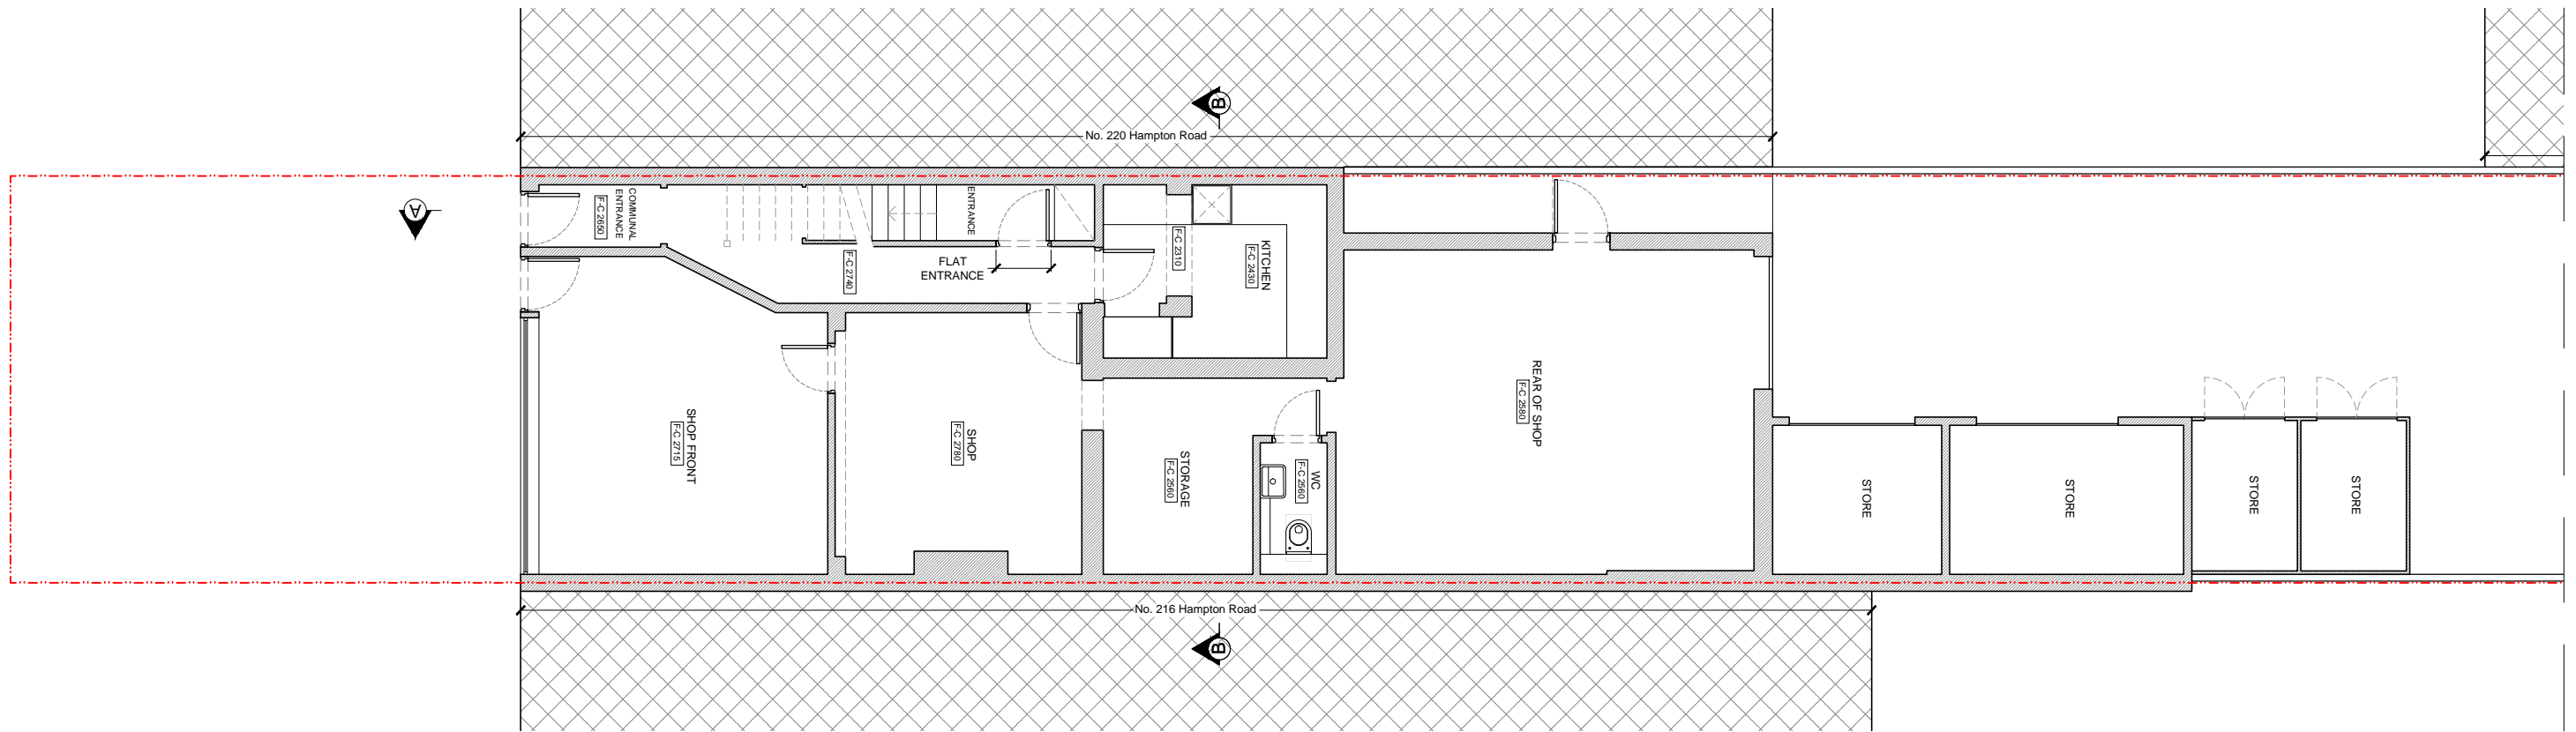 B
No. 220 Hampton Road
A
COMMUNAL
ENTRANCE
F-C 2650
ENTRANCE
FLAT
ENTRANCE
F-C 2740
F-C 2310
KITCHEN
F-C 2430
SHOP FRONT
F-C 2715
SHOP
F-C 2780
STORAGE
F-C 2560
WC
F-C 2560
REAR OF SHOP
F-C 2580
STORE
STORE
STORE
STORE
No. 216 Hampton Road
B